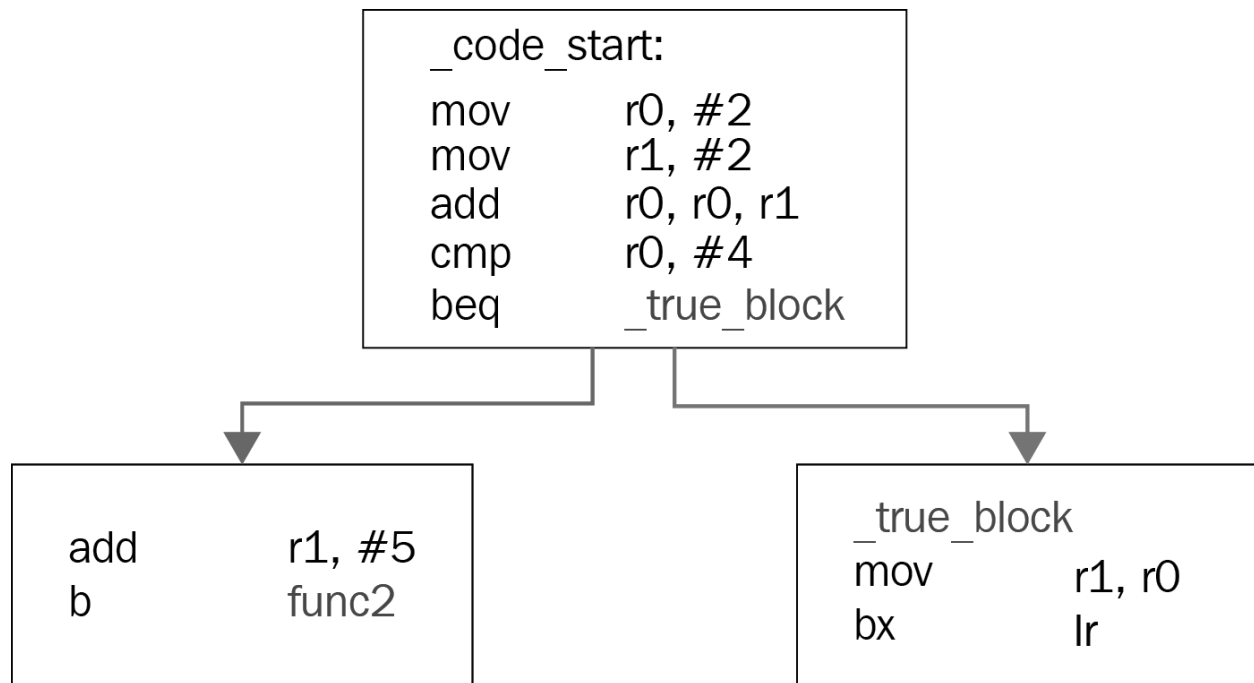 _code_start:
mov r0, #2
mov r1, #2
add r0, r0, r1
cmp r0, #4
beq _true_block
add r1, #5
b func2
_true_block
mov r1, r0
bx lr